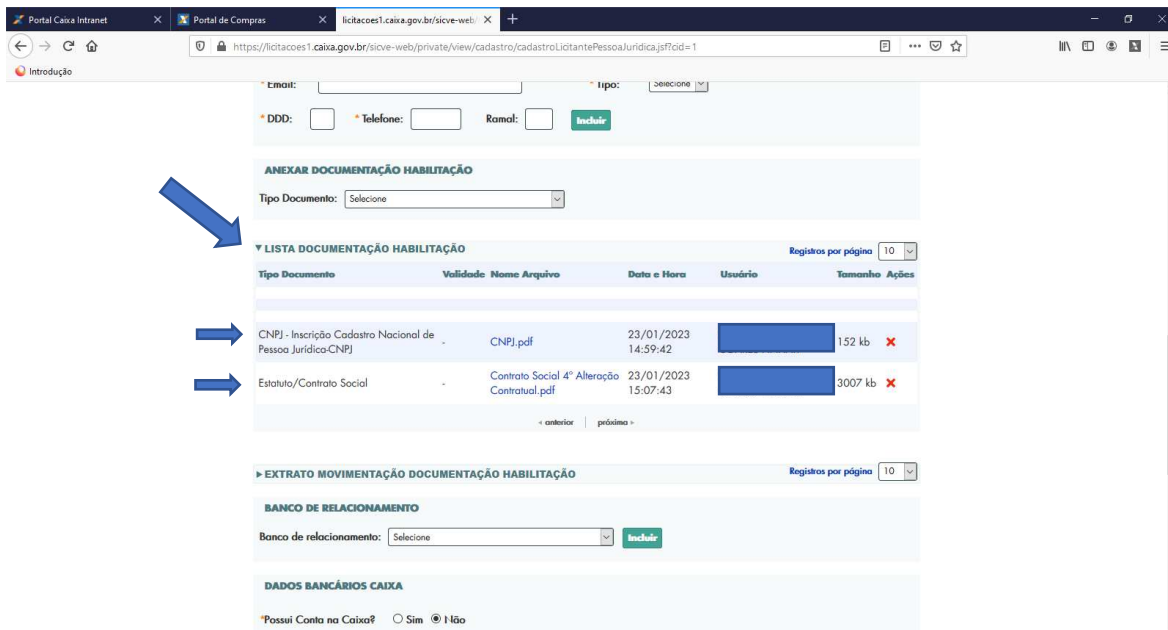 Portal Caixa Intranet
Portal de Compras
licitacoes1.caixa.gov.br/sicve-web/
https://licitacoes1.caixa.gov.br/sicve-web/private/view/cadastro/cadastroLicitantePessoaJuridica.jsf?cid=1
Introdução
* Email: * Tipo: Selecione
* DDD: * Telefone: Ramal: Incluir
ANEXAR DOCUMENTAÇÃO HABILITAÇÃO
Tipo Documento: Selecione
LISTA DOCUMENTAÇÃO HABILITAÇÃO Registros por página 10
Tipo Documento Validade Nome Arquivo Data e Hora Usuário Tamanho Ações
CNPJ - Inscrição Cadastro Nacional de Pessoa Jurídica-CNPJ - CNPJ.pdf 23/01/2023 14:59:42 152 kb
Estatuto/Contrato Social - Contrato Social 4º Alteração Contratual.pdf 23/01/2023 15:07:43 3007 kb
anterior próxima
EXTRATO MOVIMENTAÇÃO DOCUMENTAÇÃO HABILITAÇÃO Registros por página 10
BANCO DE RELACIONAMENTO
Banco de relacionamento: Selecione Incluir
DADOS BANCÁRIOS CAIXA
*Possui Conta na Caixa? Sim Não